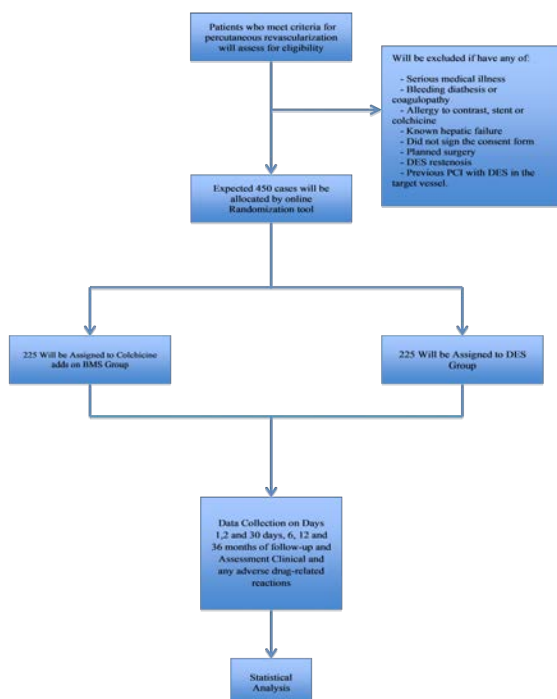 Patients who meet criteria for
percutaneous revascularization
will assess for eligibility
Will be excluded if have any of:
- Serious medical illness
- Bleeding diathesis or
coagulopathy
- Allergy to contrast, stent or
colchicine
- Known hepatic failure
- Did not sign the consent form
- Planned surgery
- DES restenosis
- Previous PCI with DES in the
target vessel.
Expected 450 cases will be
allocated by online
Randomization tool
225 Will be Assigned to Colchicine
adds on BMS Group
225 Will be Assigned to DES
Group
Data Collection on Days
1,2 and 30 days, 6, 12 and
36 months of follow-up and
Assessment Clinical and
any adverse drug-related
reactions
Statistical
Analysis